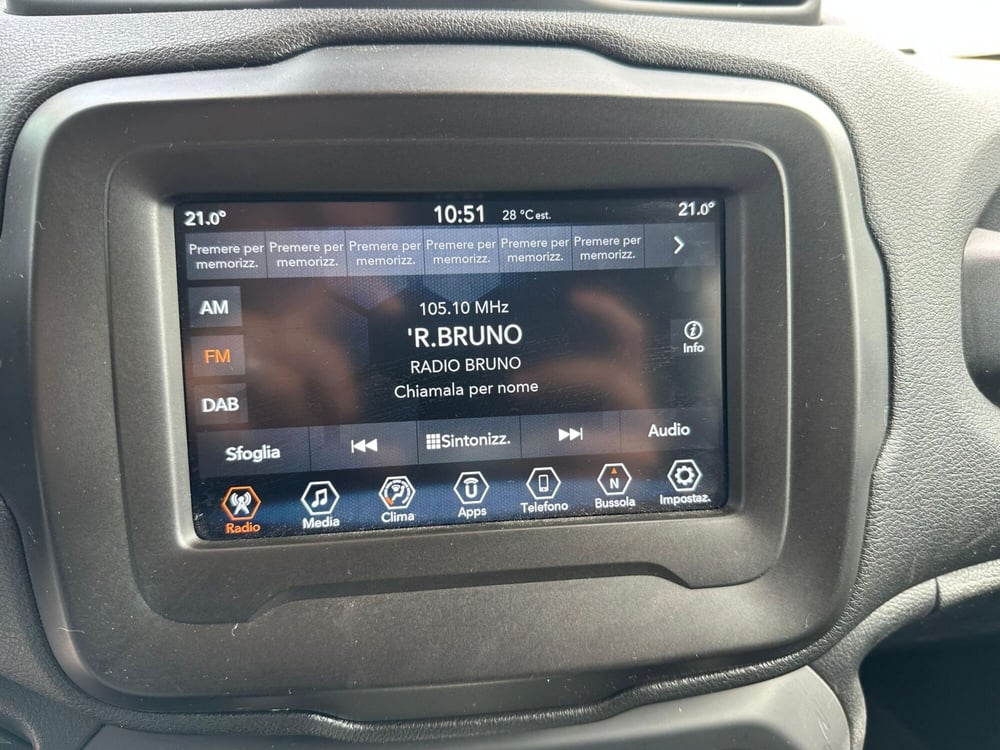 21.0° 10:51 28 °C est. 21.0°
Premere per Premere per Premere per Premere per Premere per Premere per
memorizz. memorizz. memorizz. memorizz. memorizz. memorizz.
AM
FM
DAB
105.10 MHz
'R.BRUNO
RADIO BRUNO
Chiamala per nome
Info
Sfoglia Sintonizz. Audio
Radio Media Clima Apps Telefono N Bussola Impostaz.